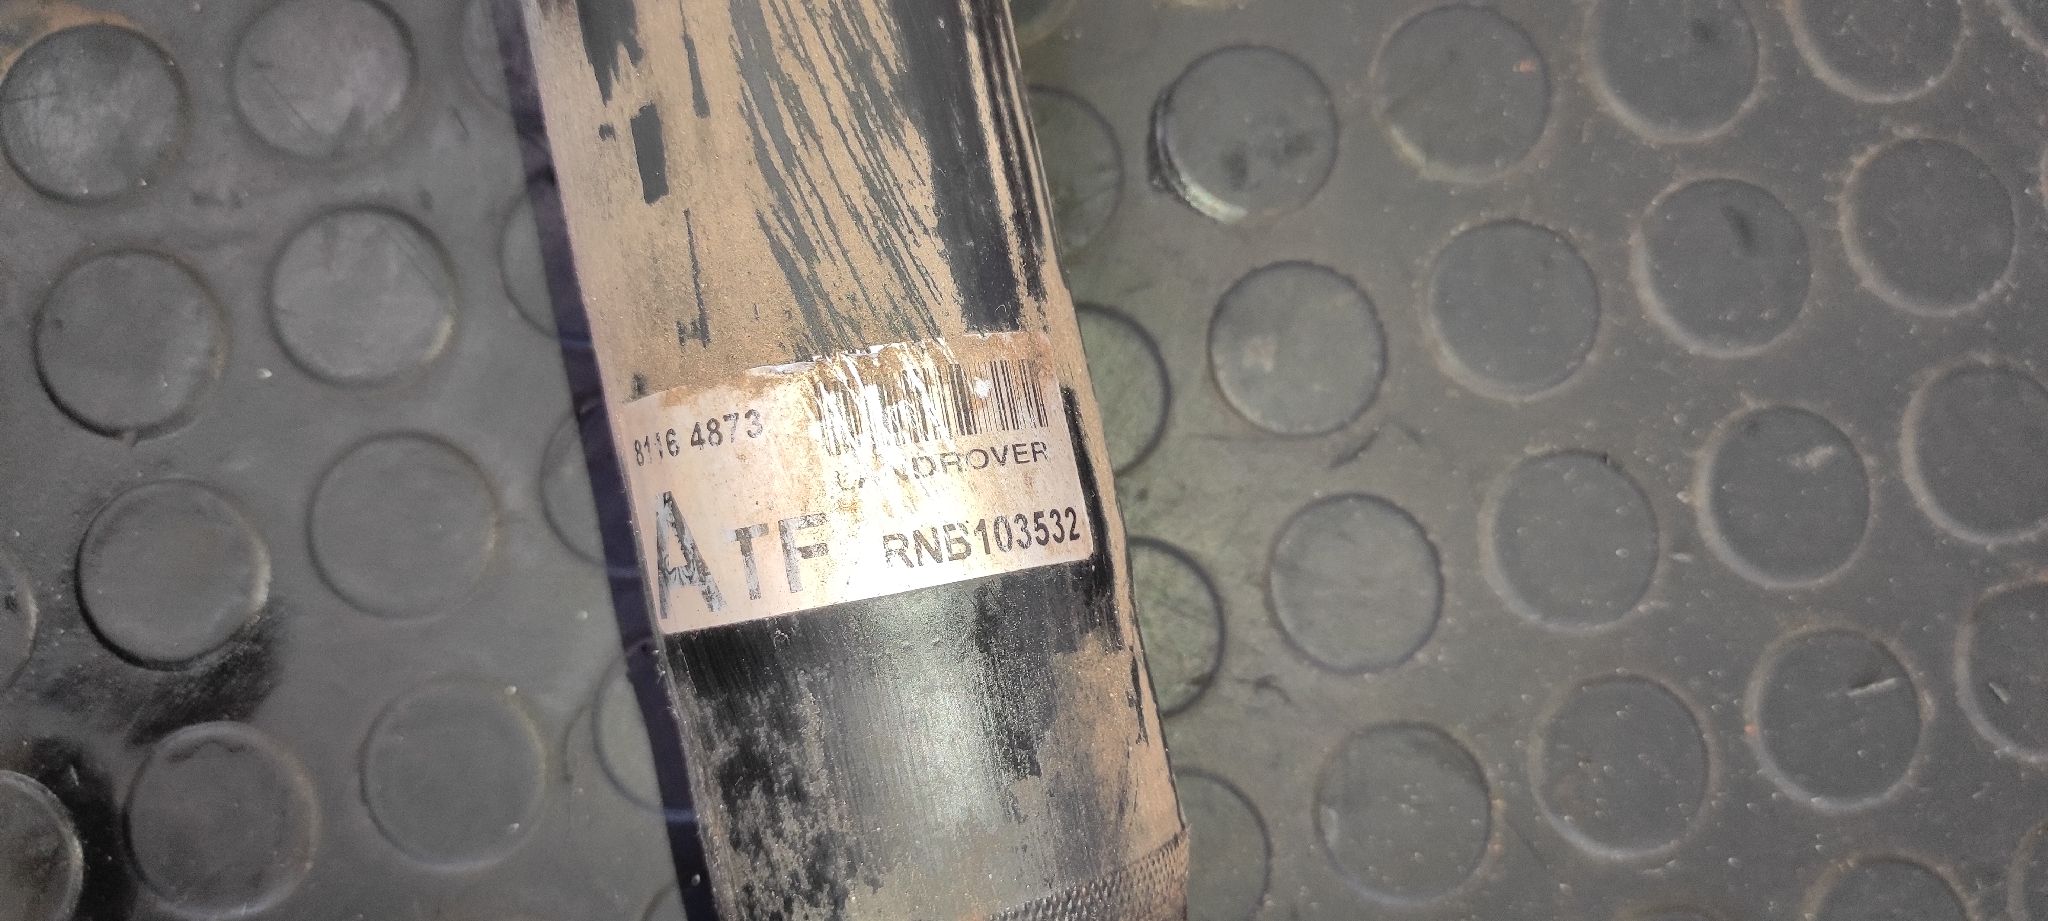 8116 4873
LANDROVER
ATF RNB103532